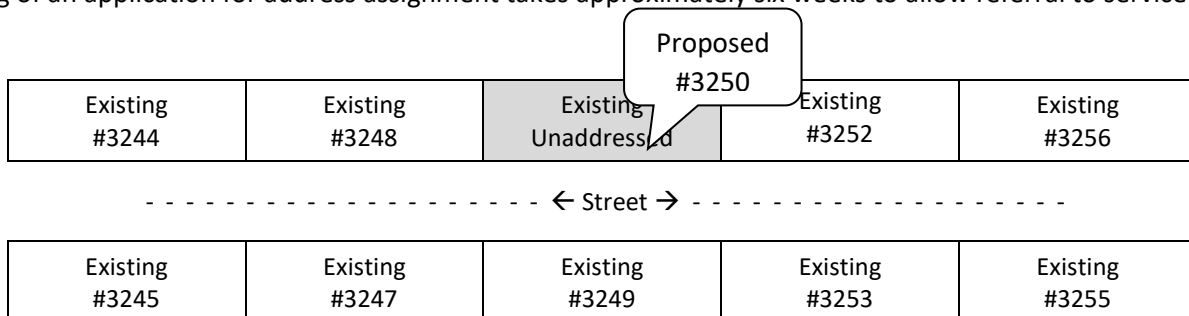 g of an application for address assignment takes approximately six weeks to allow referral to service
Proposed
#3250
Existing
#3244
Existing
#3248
Existing
Unaddressed
Existing
#3252
Existing
#3256
- - - - - - - - - - - - - - - - - - - - ← Street → - - - - - - - - - - - - - - - - - - -
Existing
#3245
Existing
#3247
Existing
#3249
Existing
#3253
Existing
#3255